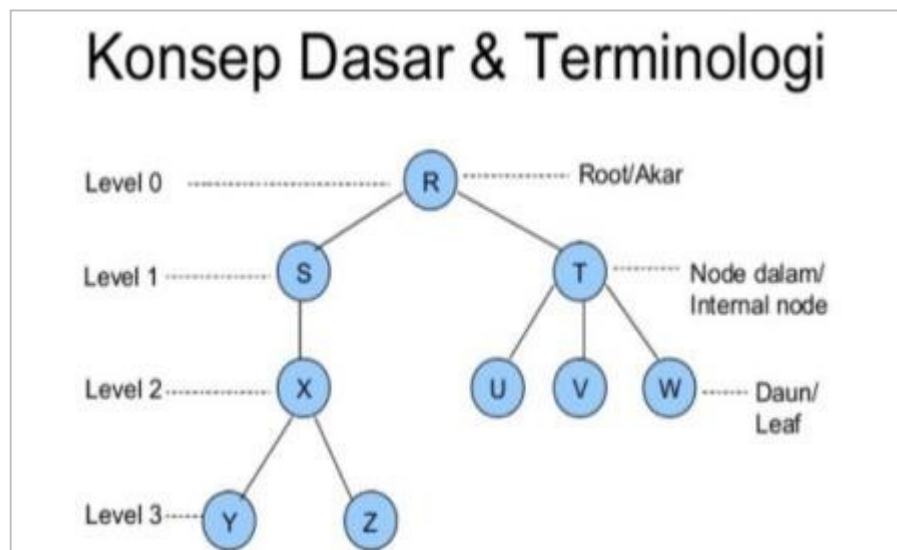 Konsep Dasar & Terminologi
Level 0
R
Root/Akar
Level 1
S
T
Node dalam/
Internal node
Level 2
X
U
V
W
Daun/
Leaf
Level 3
Y
Z